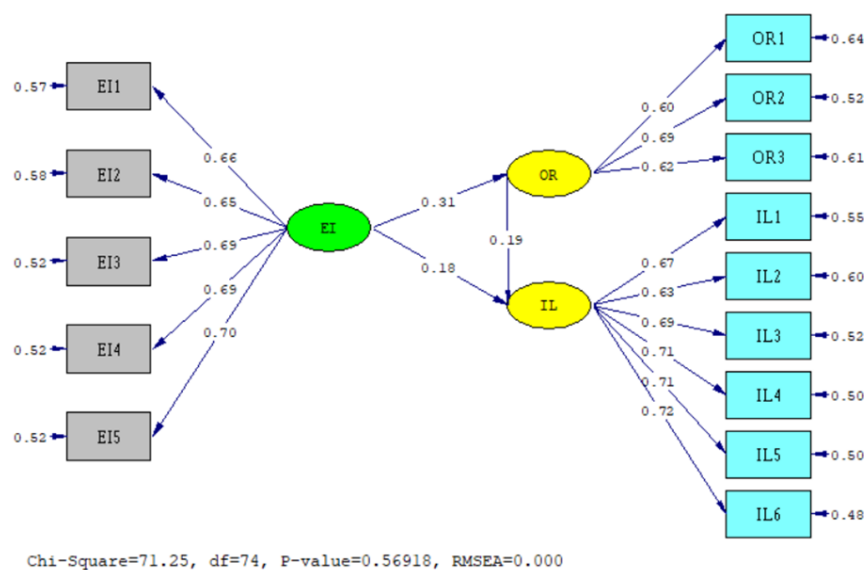 OR1
0.64
0.57
EI1
OR2
0.52
0.60
0.69
OR3
0.61
0.62
0.66
0.58
EI2
OR
IL1
0.55
0.65
0.31
EI
0.19
0.67
0.52
EI3
0.69
0.18
IL2
0.60
0.63
0.69
IL
0.69
IL3
0.52
0.70
0.71
0.52
EI4
0.71
IL4
0.50
0.72
0.52
EI5
IL5
0.50
IL6
0.48
Chi-Square=71.25, df=74, P-value=0.56918, RMSEA=0.000